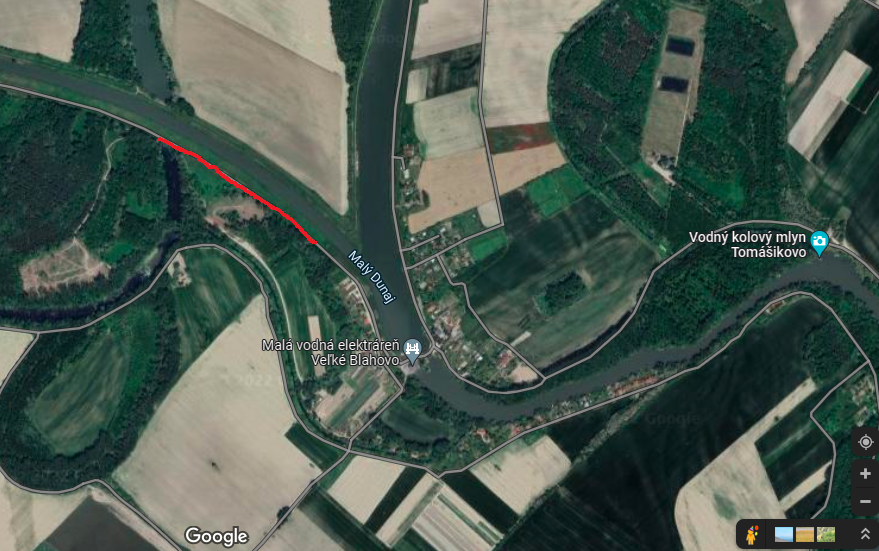 Vodný kolový mlyn
Tomášikovo
Malý Dunaj
Malá vodná elektráreň
Veľké Blahovo
Google